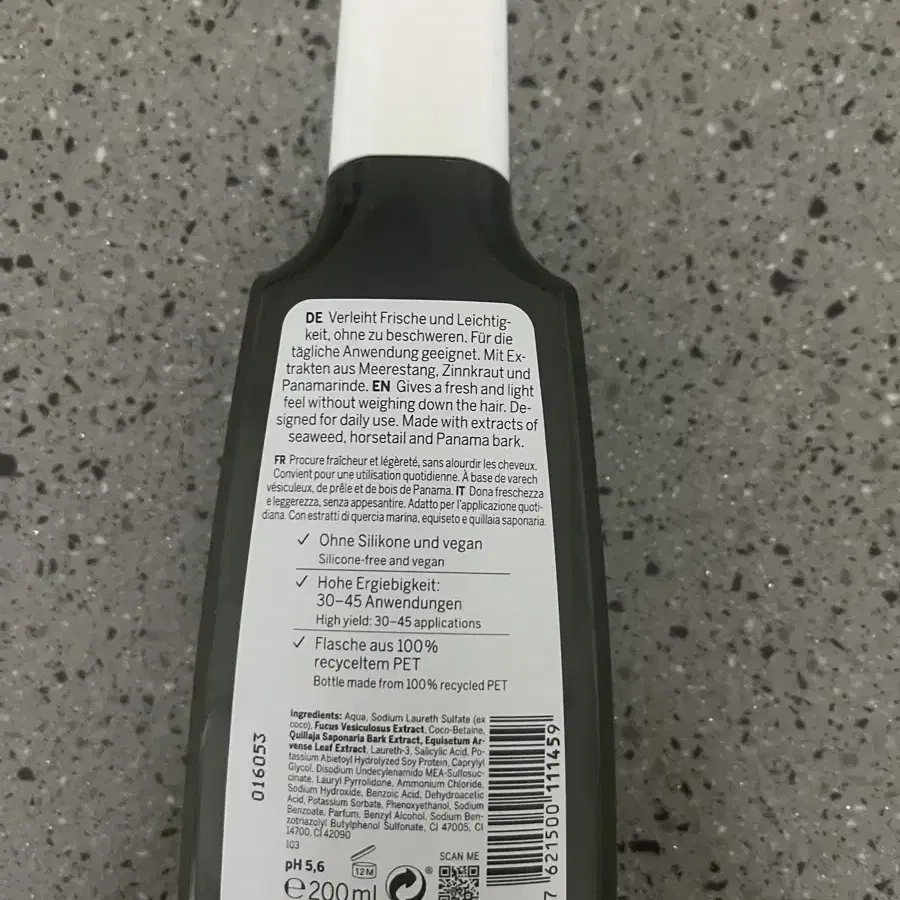 DE Verleiht Frische und Leichtig-
keit, ohne zu beschweren. Für die
tägliche Anwendung geeignet. Mit Ex-
trakten aus Meerestang, Zinnkraut und
Panamarinde. EN Gives a fresh and light
feel without weighing down the hair. De-
signed for daily use. Made with extracts of
seaweed, horsetail and Panama bark.
FR Procure fraîcheur et légèreté, sans alourdir les cheveux.
Convient pour une utilisation quotidienne. À base de varech
vésiculeux, de prêle et de bois de Panama. IT Dona freschezza
e leggerezza, senza appesantire. Adatto per l'applicazione quoti-
diana. Con estratti di quercia marina, equiseto e quillaia saponaria.
✓ Ohne Silikone und vegan
Silicone-free and vegan
✓ Hohe Ergiebigkeit:
30–45 Anwendungen
High yield: 30–45 applications
✓ Flasche aus 100%
recyceltem PET
Bottle made from 100% recycled PET
Ingredients: Aqua, Sodium Laureth Sulfate (ex
coco), Fucus Vesiculosus Extract, Coco-Betaine,
Quillaja Saponaria Bark Extract, Equisetum Ar-
vense Leaf Extract, Laureth-3, Salicylic Acid, Po-
tassium Abietoyl Hydrolyzed Soy Protein, Caprylyl
Glycol, Disodium Undecylenamido MEA-Sulfosuc-
cinate, Lauryl Pyrrolidone, Ammonium Chloride,
Sodium Hydroxide, Benzoic Acid, Dehydroacetic
Acid, Potassium Sorbate, Phenoxyethanol, Sodium
Benzoate, Parfum, Benzyl Alcohol, Sodium Ben-
zotriazolyl Butylphenol Sulfonate, CI 47005, CI
14700, CI 42090
103
016053
pH 5,6
12M
SCAN ME
®
℮200ml
7 621500 111459